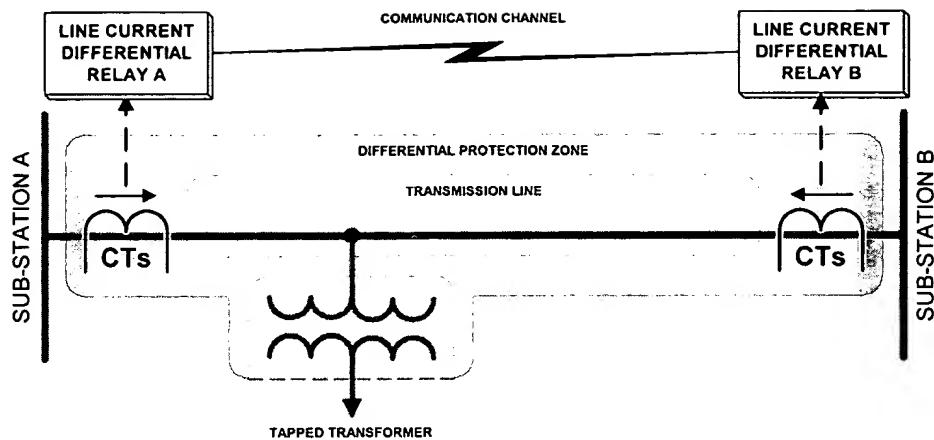 COMMUNICATION CHANNEL
LINE CURRENT
DIFFERENTIAL
RELAY A
LINE CURRENT
DIFFERENTIAL
RELAY B
SUB-STATION A
DIFFERENTIAL PROTECTION ZONE
TRANSMISSION LINE
CTs
CTs
SUB-STATION B
TAPPED TRANSFORMER